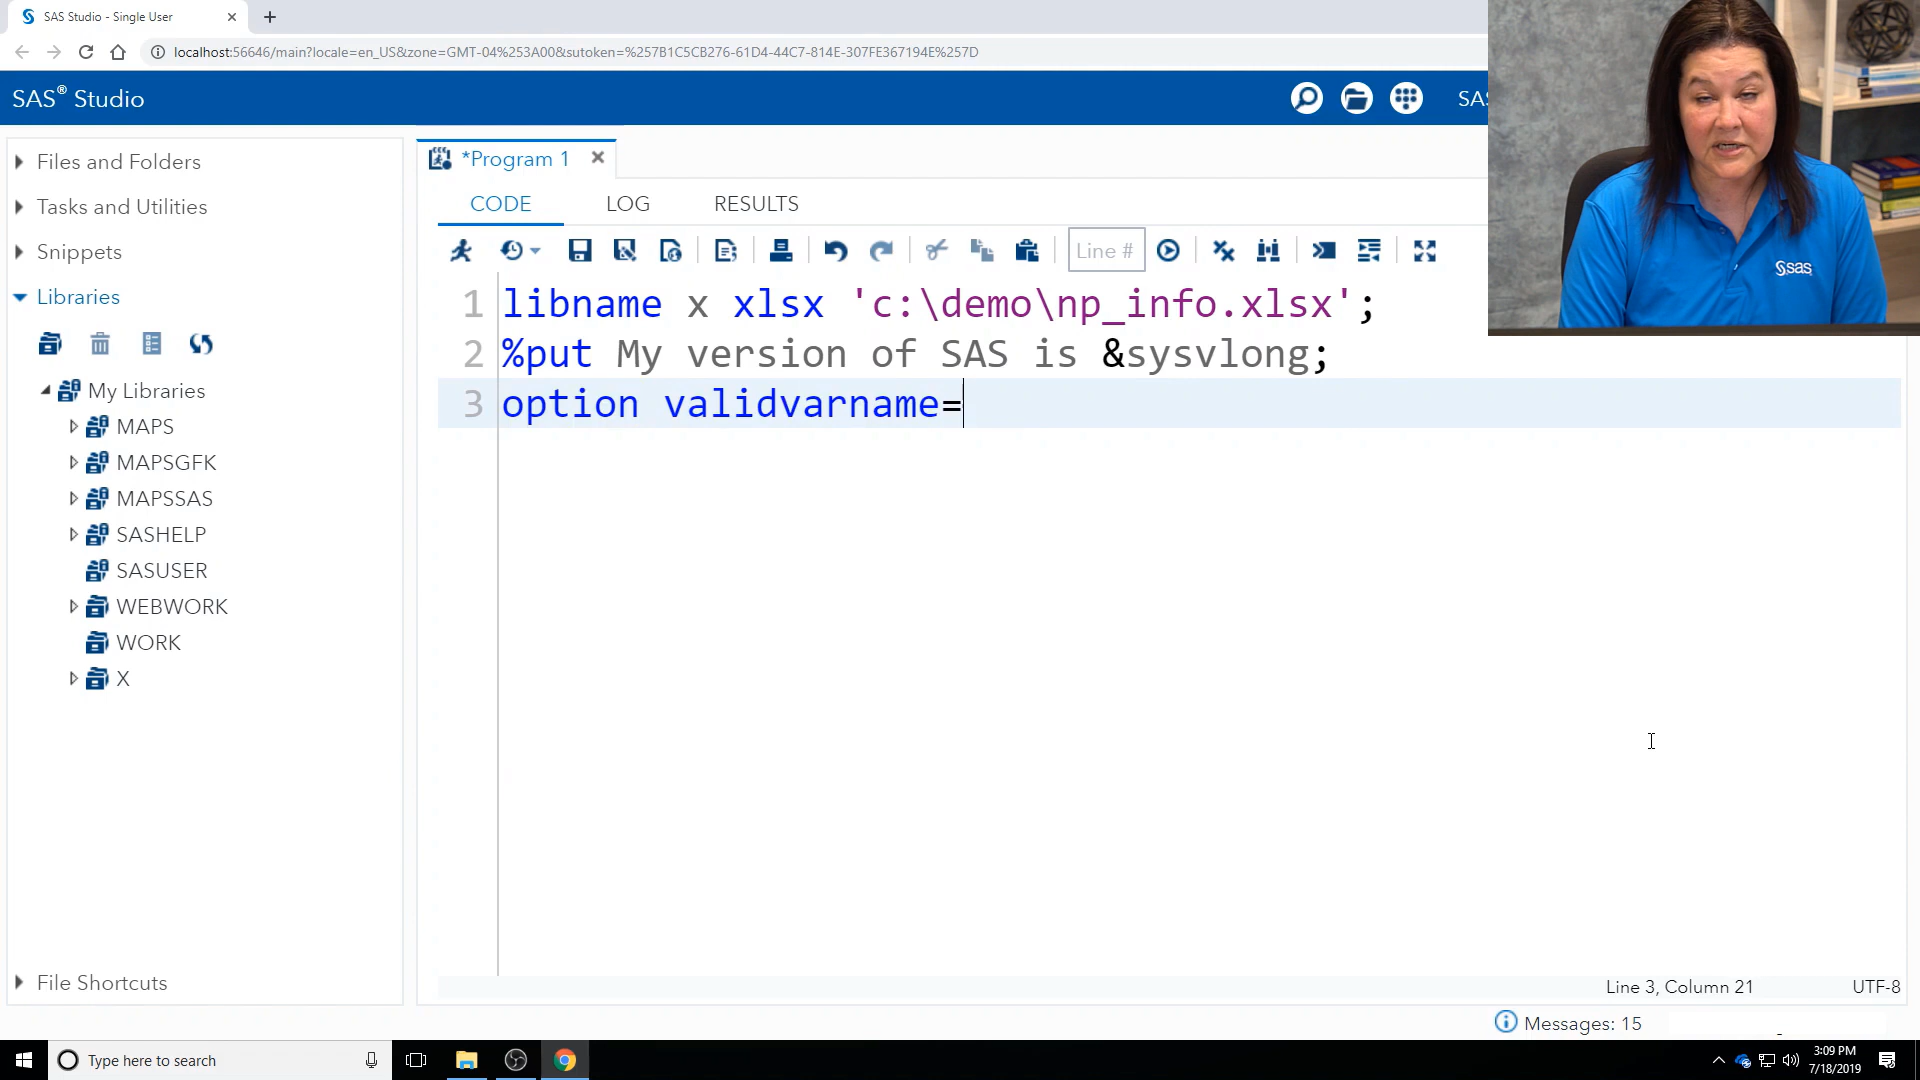 SAS Studio - Single User
localhost:56646/main?locale=en_US&zone=GMT-04%253A00&sutoken=%257B1C5CB276-61D4-44C7-814E-307FE367194E%257D
SAS® Studio
SAS
Files and Folders
Tasks and Utilities
Snippets
Libraries
My Libraries
MAPS
MAPSGFK
MAPSSAS
SASHELP
SASUSER
WEBWORK
WORK
X
File Shortcuts
*Program 1
CODE LOG RESULTS
Line #
1 libname x xlsx 'c:\demo\np_info.xlsx';
2 %put My version of SAS is &sysvlong;
3 option validvarname=
sas
Line 3, Column 21 UTF-8
Messages: 15
Type here to search
3:09 PM
7/18/2019